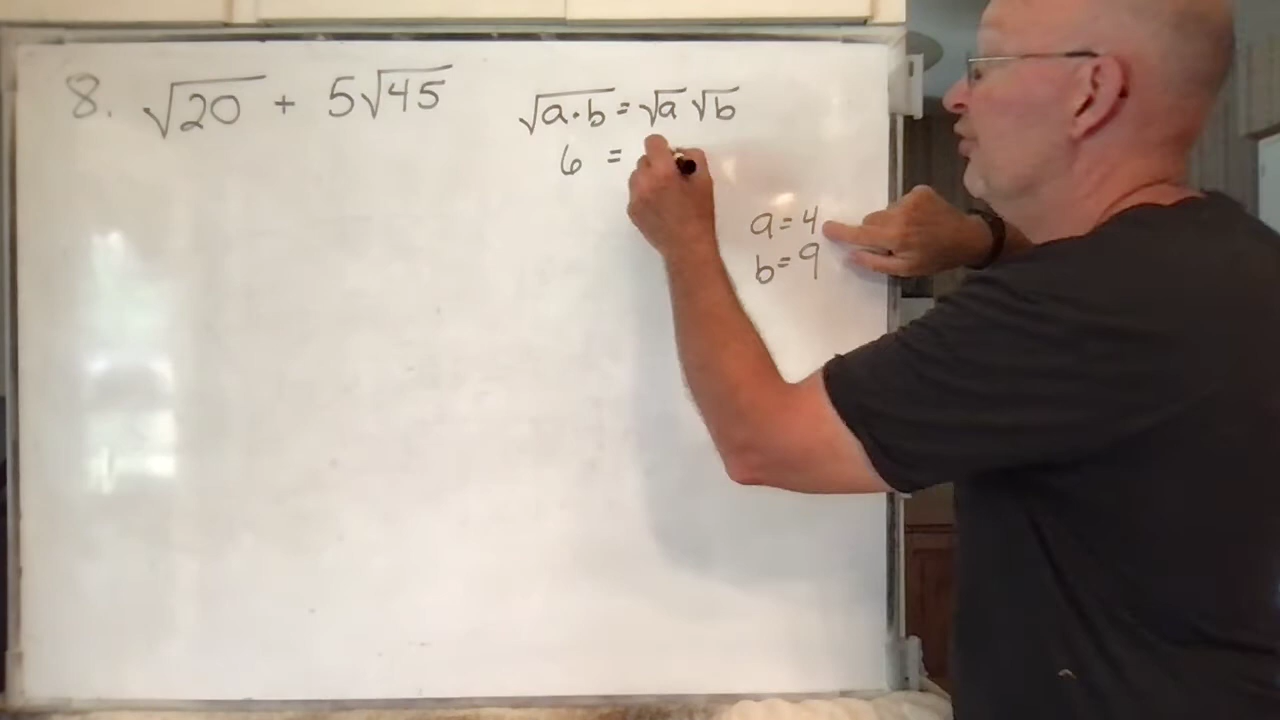 8. √20 + 5√45
√a·b = √a √b
6 =
a=4
b=9